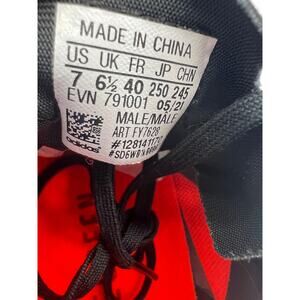 MADE IN CHINA
US UK FR JP CHN
7 6½ 40 250 245
EVN 791001 05/21
MALE/MALE
ART FY7628
adidas